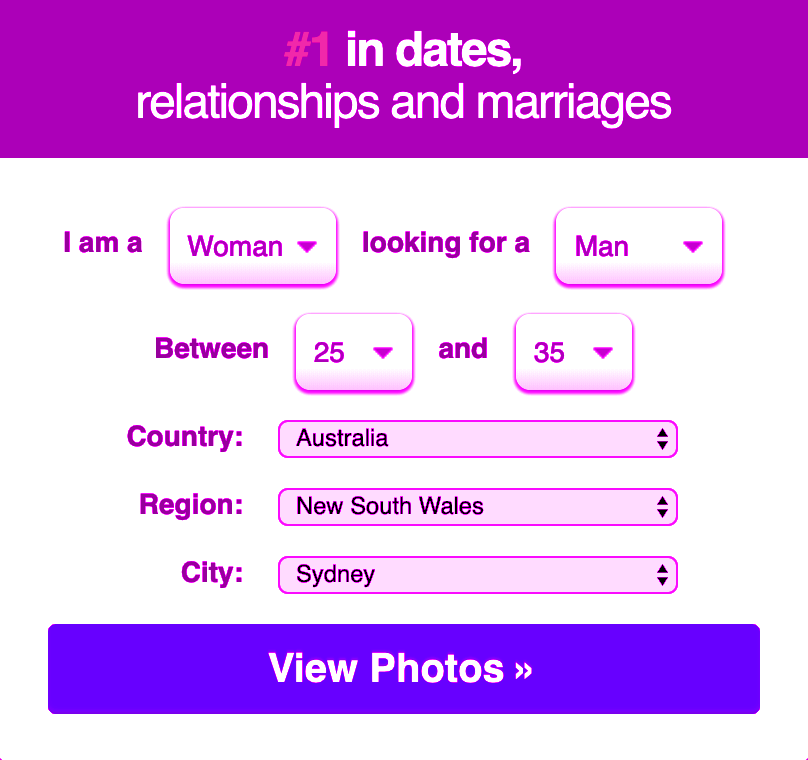 #1 in dates,
relationships and marriages
I am a Woman looking for a Man
Between 25 and 35
Country: Australia
Region: New South Wales
City: Sydney
View Photos »